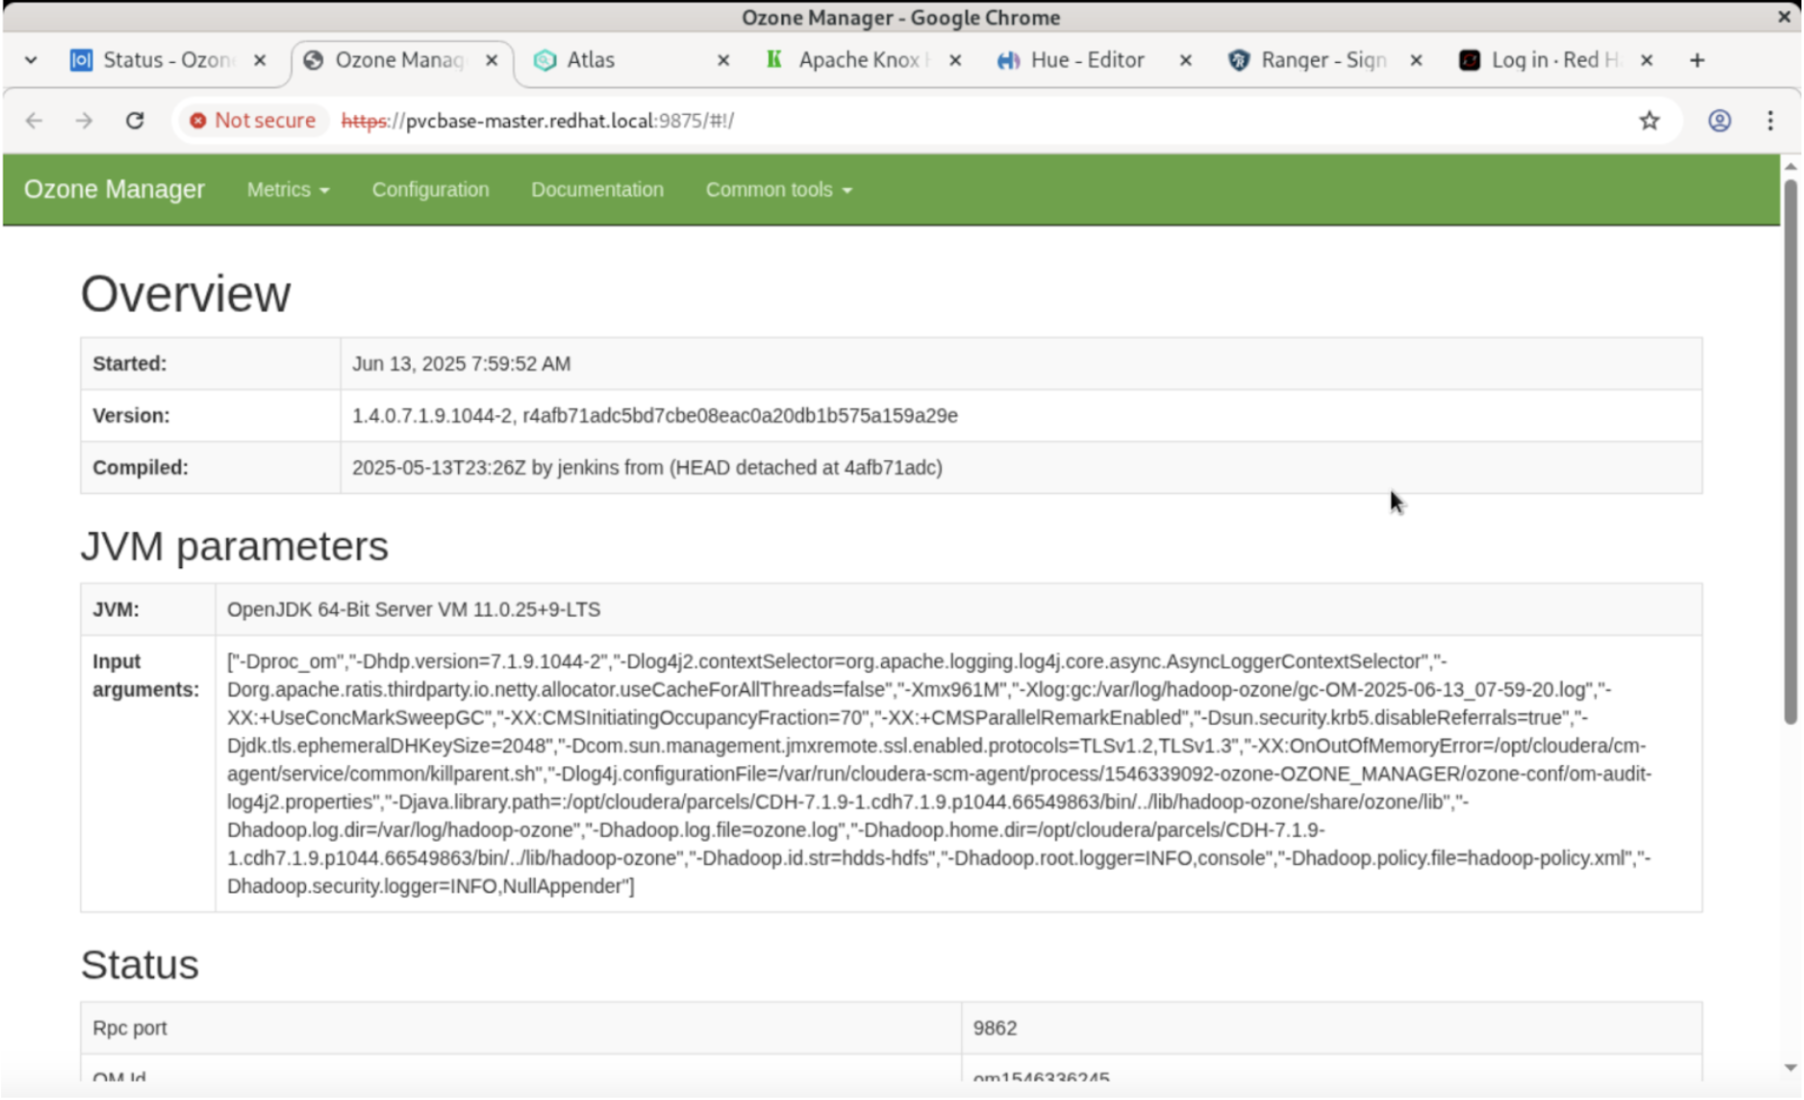 Ozone Manager - Google Chrome
Status - Ozon
Ozone Manag
Atlas
Apache Knox
Hue - Editor
Ranger - Sign
Log in · Red H
Not secure
https://pvcbase-master.redhat.local:9875/#!/
Ozone Manager
Metrics
Configuration
Documentation
Common tools
Overview
Started: Jun 13, 2025 7:59:52 AM
Version: 1.4.0.7.1.9.1044-2, r4afb71adc5bd7cbe08eac0a20db1b575a159a29e
Compiled: 2025-05-13T23:26Z by jenkins from (HEAD detached at 4afb71adc)
JVM parameters
JVM: OpenJDK 64-Bit Server VM 11.0.25+9-LTS
Input arguments:
["-Dproc_om","-Dhdp.version=7.1.9.1044-2","-Dlog4j2.contextSelector=org.apache.logging.log4j.core.async.AsyncLoggerContextSelector","-
Dorg.apache.ratis.thirdparty.io.netty.allocator.useCacheForAllThreads=false","-Xmx961M","-Xlog:gc:/var/log/hadoop-ozone/gc-OM-2025-06-13_07-59-20.log","-
XX:+UseConcMarkSweepGC","-XX:CMSInitiatingOccupancyFraction=70","-XX:+CMSParallelRemarkEnabled","-Dsun.security.krb5.disableReferrals=true","-
Djdk.tls.ephemeralDHKeySize=2048","-Dcom.sun.management.jmxremote.ssl.enabled.protocols=TLSv1.2,TLSv1.3","-XX:OnOutOfMemoryError=/opt/cloudera/cm-
agent/service/common/killparent.sh","-Dlog4j.configurationFile=/var/run/cloudera-scm-agent/process/1546339092-ozone-OZONE_MANAGER/ozone-conf/om-audit-
log4j2.properties","-Djava.library.path=:/opt/cloudera/parcels/CDH-7.1.9-1.cdh7.1.9.p1044.66549863/bin/../lib/hadoop-ozone/share/ozone/lib","-
Dhadoop.log.dir=/var/log/hadoop-ozone","-Dhadoop.log.file=ozone.log","-Dhadoop.home.dir=/opt/cloudera/parcels/CDH-7.1.9-
1.cdh7.1.9.p1044.66549863/bin/../lib/hadoop-ozone","-Dhadoop.id.str=hdds-hdfs","-Dhadoop.root.logger=INFO,console","-Dhadoop.policy.file=hadoop-policy.xml","-
Dhadoop.security.logger=INFO,NullAppender"]
Status
Rpc port 9862
OM Id om1546336245